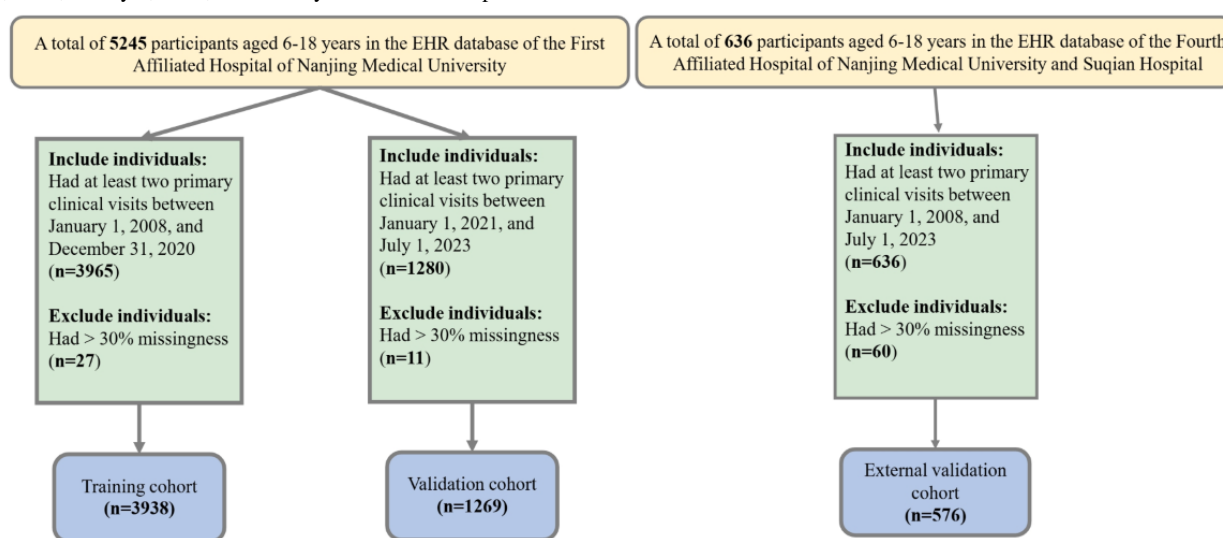 A total of 5245 participants aged 6-18 years in the EHR database of the First
Affiliated Hospital of Nanjing Medical University
A total of 636 participants aged 6-18 years in the EHR database of the Fourth
Affiliated Hospital of Nanjing Medical University and Suqian Hospital
Include individuals:
Had at least two primary
clinical visits between
January 1, 2008, and
December 31, 2020
(n=3965)
Exclude individuals:
Had > 30% missingness
(n=27)
Include individuals:
Had at least two primary
clinical visits between
January 1, 2021, and
July 1, 2023
(n=1280)
Exclude individuals:
Had > 30% missingness
(n=11)
Include individuals:
Had at least two primary
clinical visits between
January 1, 2008, and
July 1, 2023
(n=636)
Exclude individuals:
Had > 30% missingness
(n=60)
Training cohort
(n=3938)
Validation cohort
(n=1269)
External validation
cohort
(n=576)